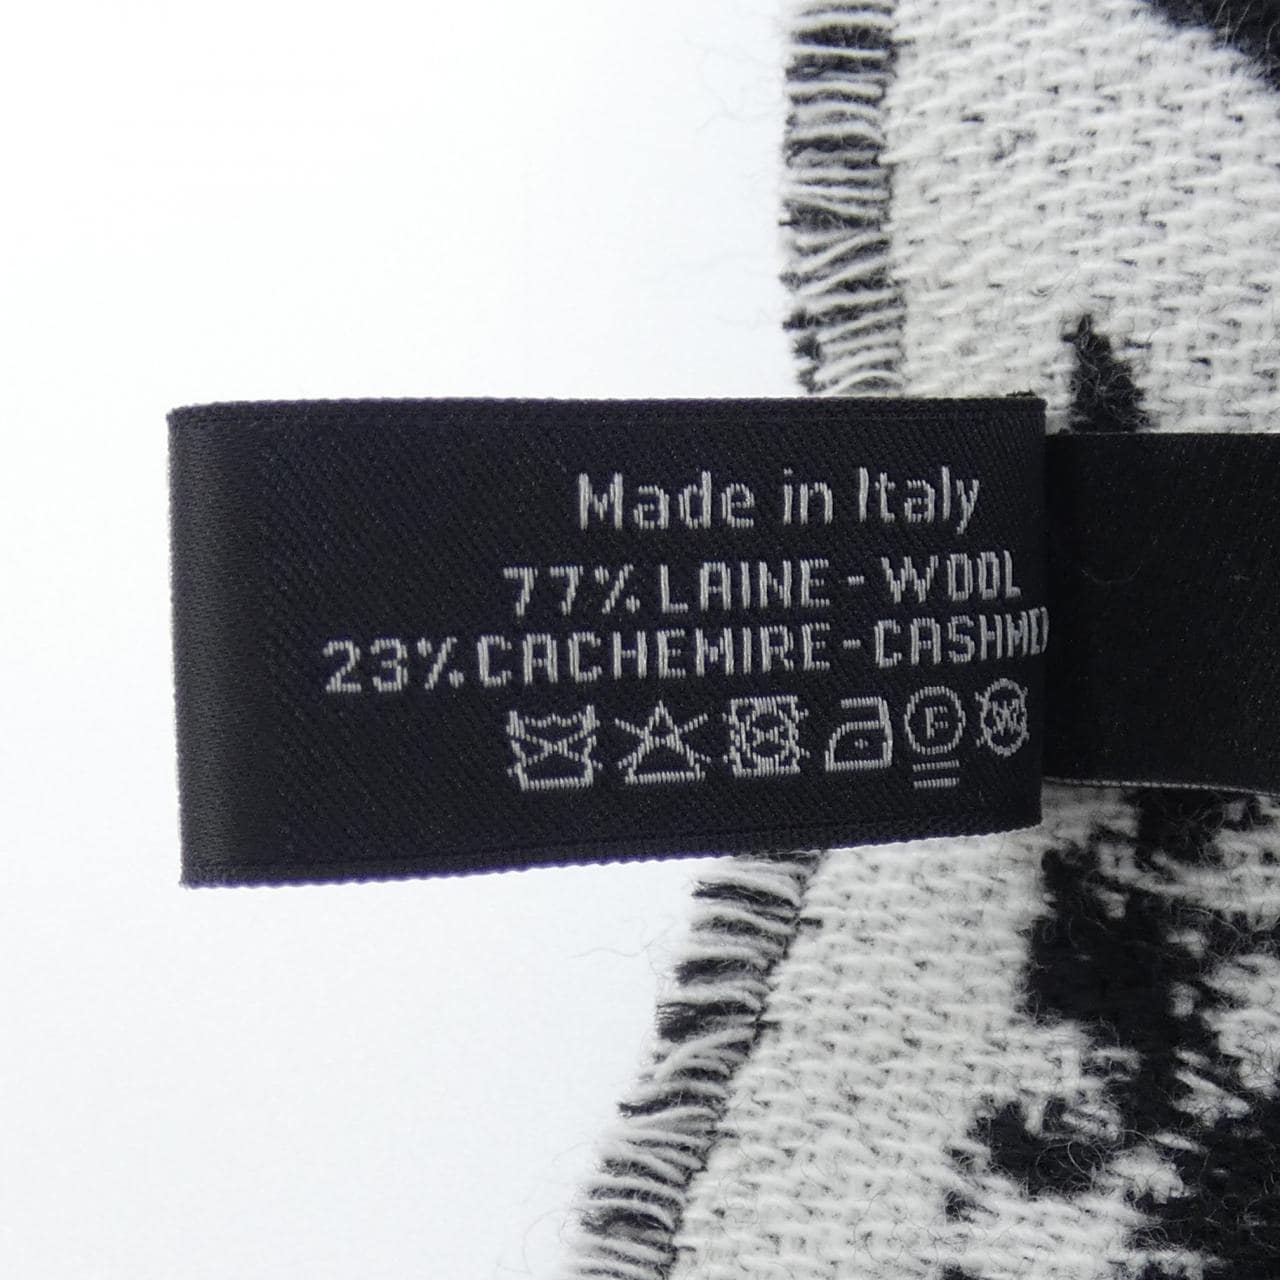 Made in Italy
77% LAINE - WOOL
23% CACHEMIRE - CASHME
F W